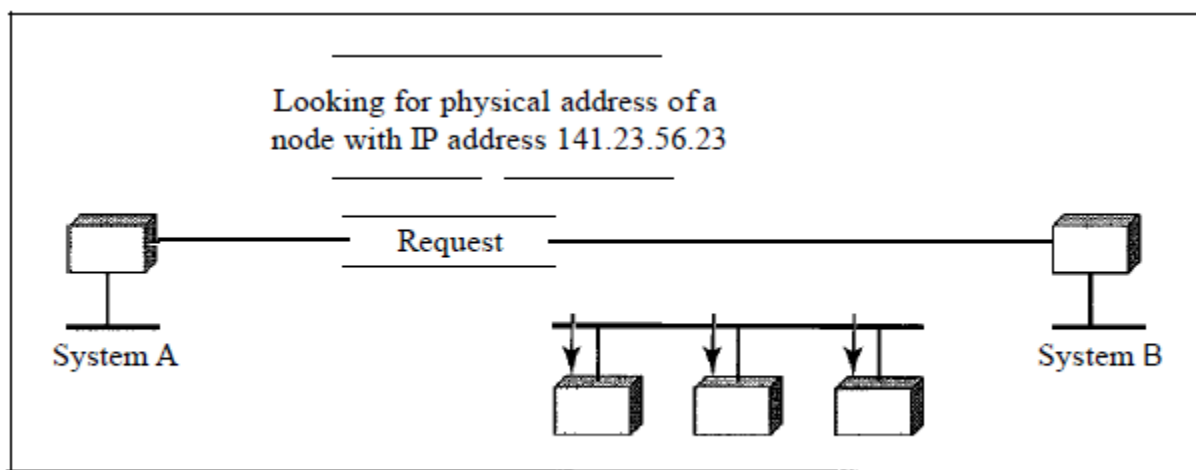 Looking for physical address of a
node with IP address 141.23.56.23
Request
System A
System B